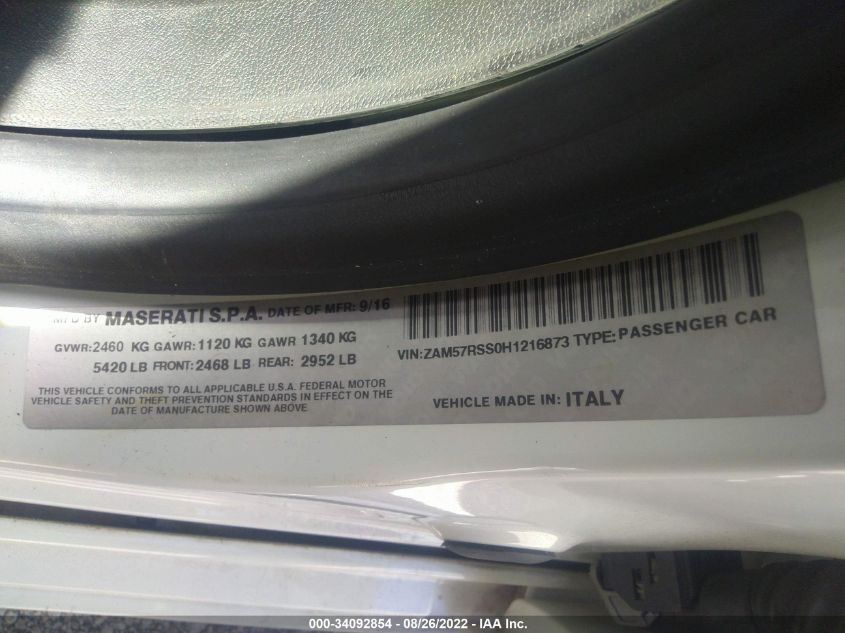 MFD BY MASERATI S.P.A. DATE OF MFR: 9/16
GVWR: 2460 KG GAWR: 1120 KG GAWR 1340 KG
5420 LB FRONT: 2468 LB REAR: 2952 LB
THIS VEHICLE CONFORMS TO ALL APPLICABLE U.S.A. FEDERAL MOTOR
VEHICLE SAFETY AND THEFT PREVENTION STANDARDS IN EFFECT ON THE
DATE OF MANUFACTURE SHOWN ABOVE
VIN: ZAM57RSS0H1216873 TYPE: PASSENGER CAR
VEHICLE MADE IN: ITALY
000-34092854 - 08/26/2022 - IAA Inc.